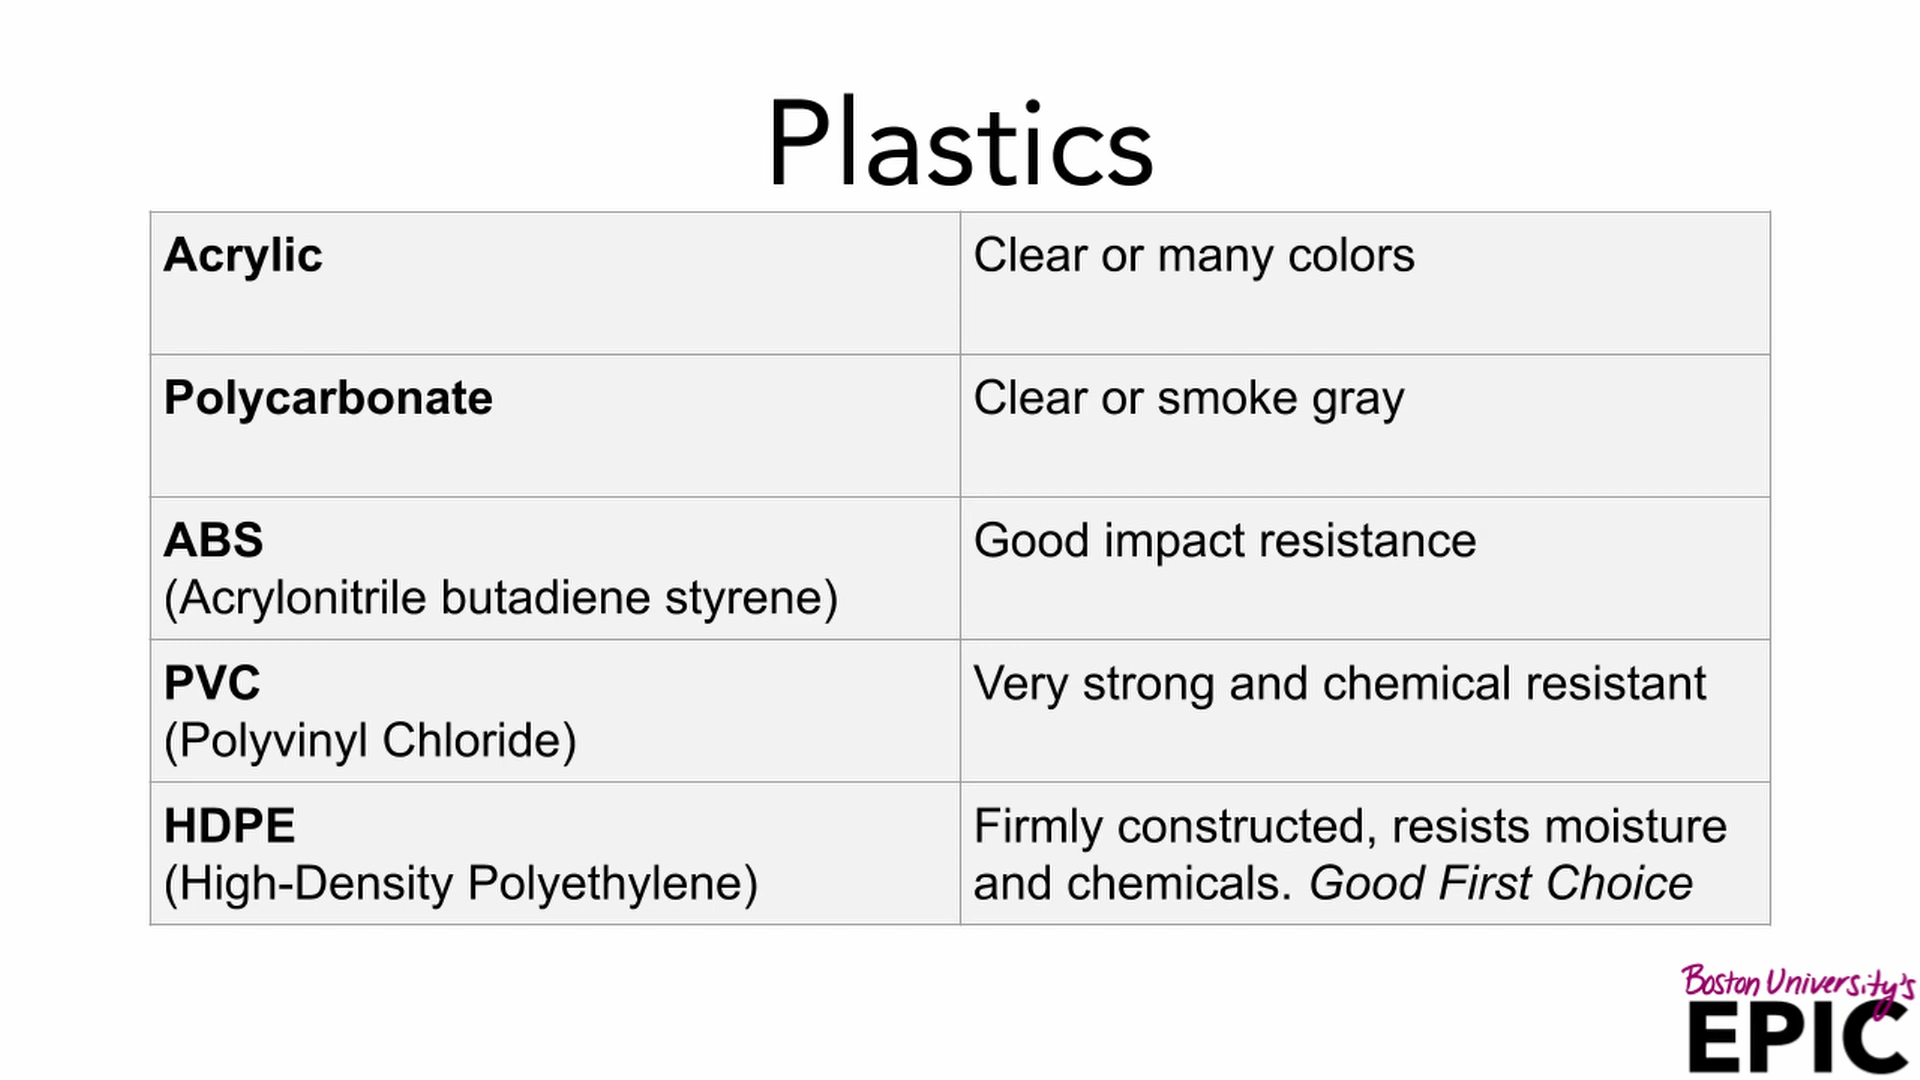 Plastics
Acrylic
Clear or many colors
Polycarbonate
Clear or smoke gray
ABS
(Acrylonitrile butadiene styrene)
Good impact resistance
PVC
(Polyvinyl Chloride)
Very strong and chemical resistant
HDPE
(High-Density Polyethylene)
Firmly constructed, resists moisture
and chemicals. Good First Choice
Boston University's
EPIC